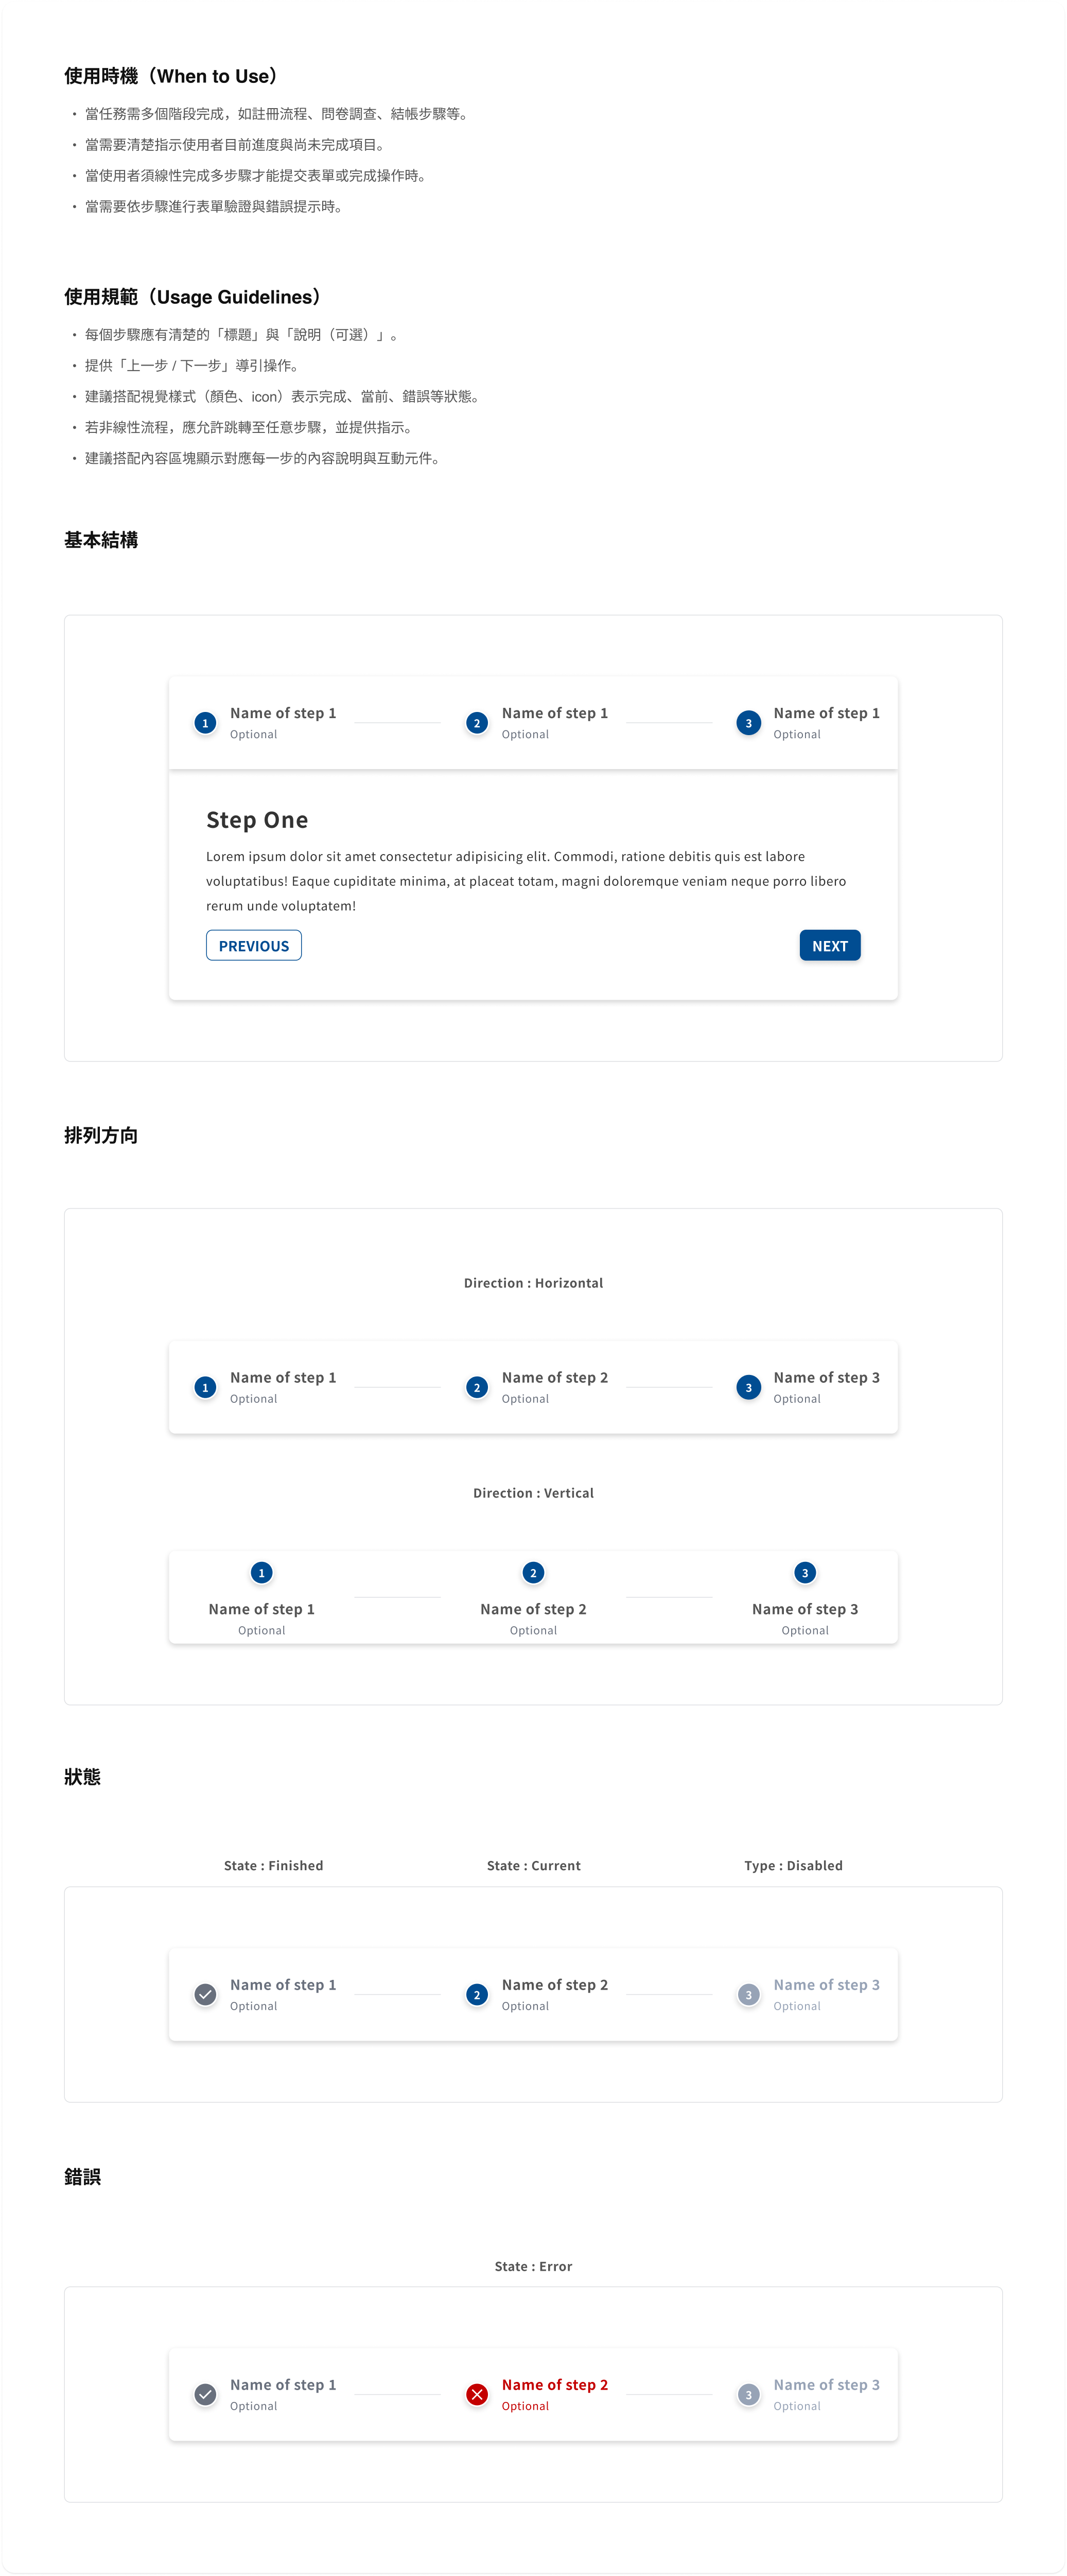 使用時機（When to Use）
• 當任務需多個階段完成，如註冊流程、問卷調查、結帳步驟等。
• 當需要清楚指示使用者目前進度與尚未完成項目。
• 當使用者須線性完成多步驟才能提交表單或完成操作時。
• 當需要依步驟進行表單驗證與錯誤提示時。
使用規範（Usage Guidelines）
• 每個步驟應有清楚的「標題」與「說明（可選）」。
• 提供「上一步 / 下一步」導引操作。
• 建議搭配視覺樣式（顏色、icon）表示完成、當前、錯誤等狀態。
• 若非線性流程，應允許跳轉至任意步驟，並提供指示。
• 建議搭配內容區塊顯示對應每一步的內容說明與互動元件。
基本結構
1 Name of step 1 2 Name of step 1 3 Name of step 1
Optional Optional Optional
Step One
Lorem ipsum dolor sit amet consectetur adipisicing elit. Commodi, ratione debitis quis est labore
voluptatibus! Eaque cupiditate minima, at placeat totam, magni doloremque veniam neque porro libero
rerum unde voluptatem!
PREVIOUS NEXT
排列方向
Direction : Horizontal
1 Name of step 1 2 Name of step 2 3 Name of step 3
Optional Optional Optional
Direction : Vertical
1 2 3
Name of step 1 Name of step 2 Name of step 3
Optional Optional Optional
狀態
State : Finished State : Current Type : Disabled
Name of step 1 2 Name of step 2 3 Name of step 3
Optional Optional Optional
錯誤
State : Error
Name of step 1 Name of step 2 3 Name of step 3
Optional Optional Optional